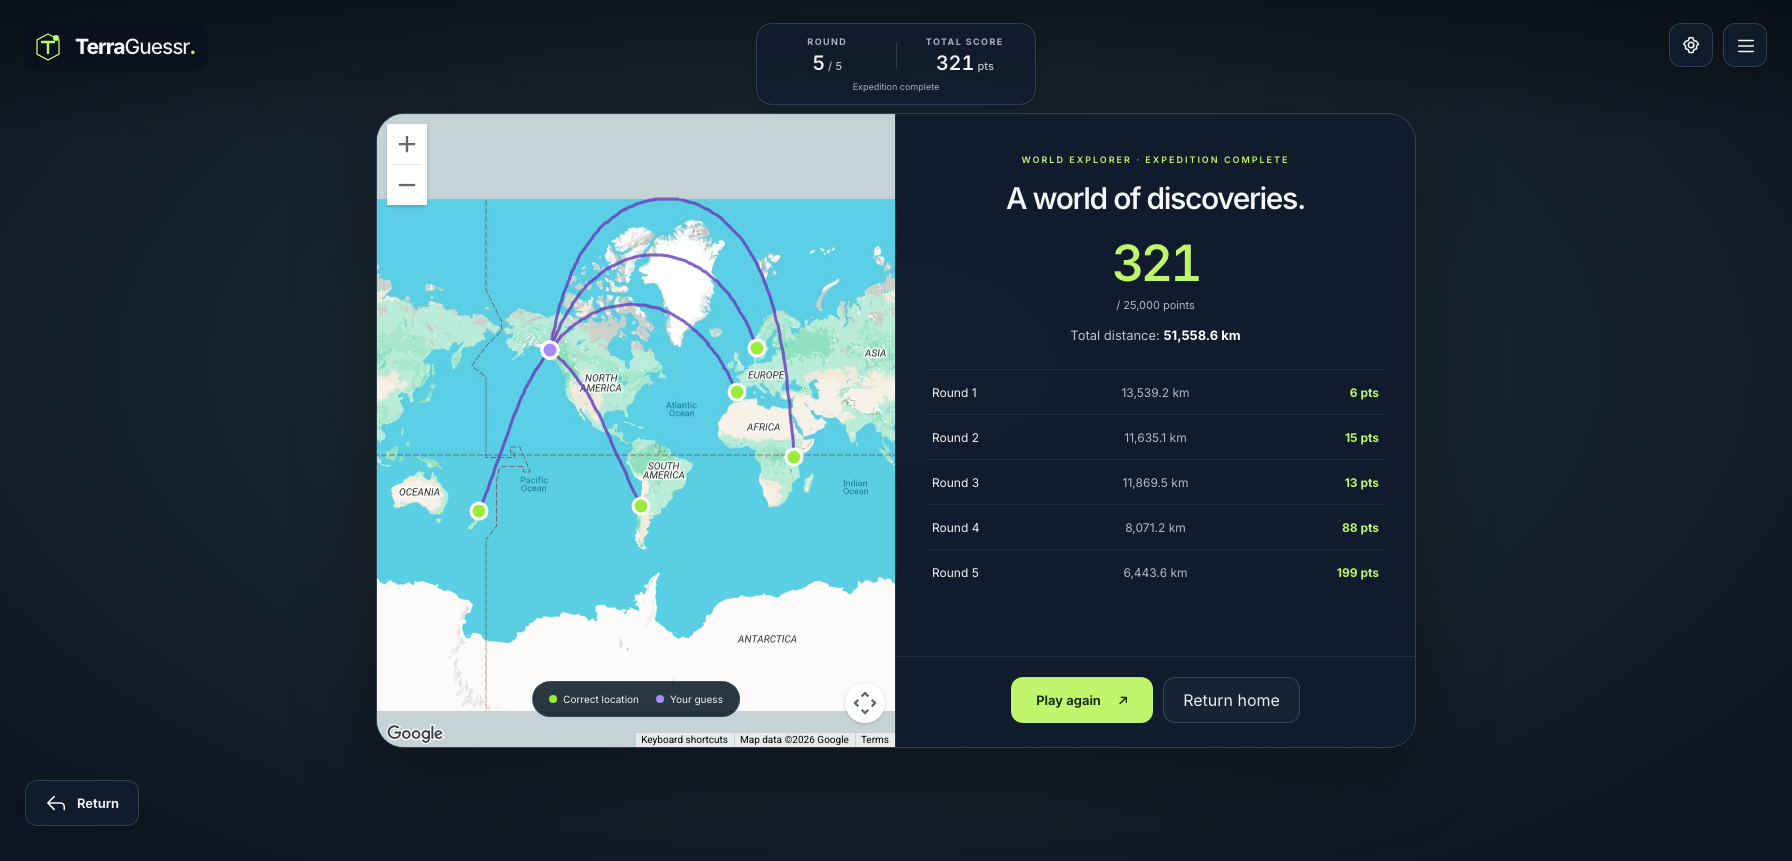 TerraGuessr.
ROUND
5 / 5
TOTAL SCORE
321 pts
Expedition complete
WORLD EXPLORER · EXPEDITION COMPLETE
A world of discoveries.
321
/ 25,000 points
Total distance: 51,558.6 km
Round 1 13,539.2 km 6 pts
Round 2 11,635.1 km 15 pts
Round 3 11,869.5 km 13 pts
Round 4 8,071.2 km 88 pts
Round 5 6,443.6 km 199 pts
Play again
Return home
ASIA
NORTH
AMERICA
EUROPE
Atlantic
Ocean
AFRICA
SOUTH
AMERICA
Pacific
Ocean
OCEANIA
Indian
Ocean
ANTARCTICA
Correct location
Your guess
Google
Keyboard shortcuts
Map data ©2026 Google
Terms
Return